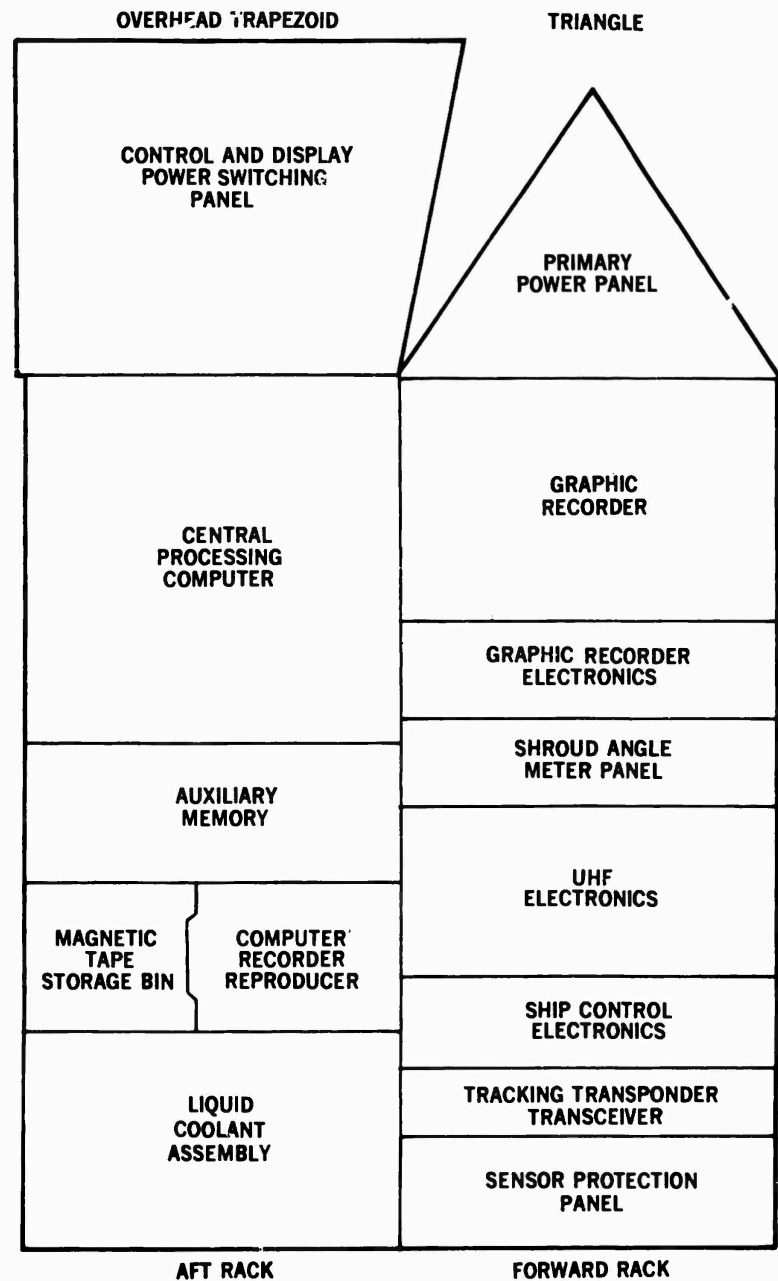 OVERHEAD TRAPEZOID
TRIANGLE
CONTROL AND DISPLAY
POWER SWITCHING
PANEL
PRIMARY
POWER PANEL
CENTRAL
PROCESSING
COMPUTER
GRAPHIC
RECORDER
GRAPHIC RECORDER
ELECTRONICS
SHROUD ANGLE
METER PANEL
AUXILIARY
MEMORY
UHF
ELECTRONICS
MAGNETIC
TAPE
STORAGE BIN
COMPUTER
RECORDER
REPRODUCER
SHIP CONTROL
ELECTRONICS
LIQUID
COOLANT
ASSEMBLY
TRACKING TRANSPONDER
TRANSCEIVER
SENSOR PROTECTION
PANEL
AFT RACK
FORWARD RACK